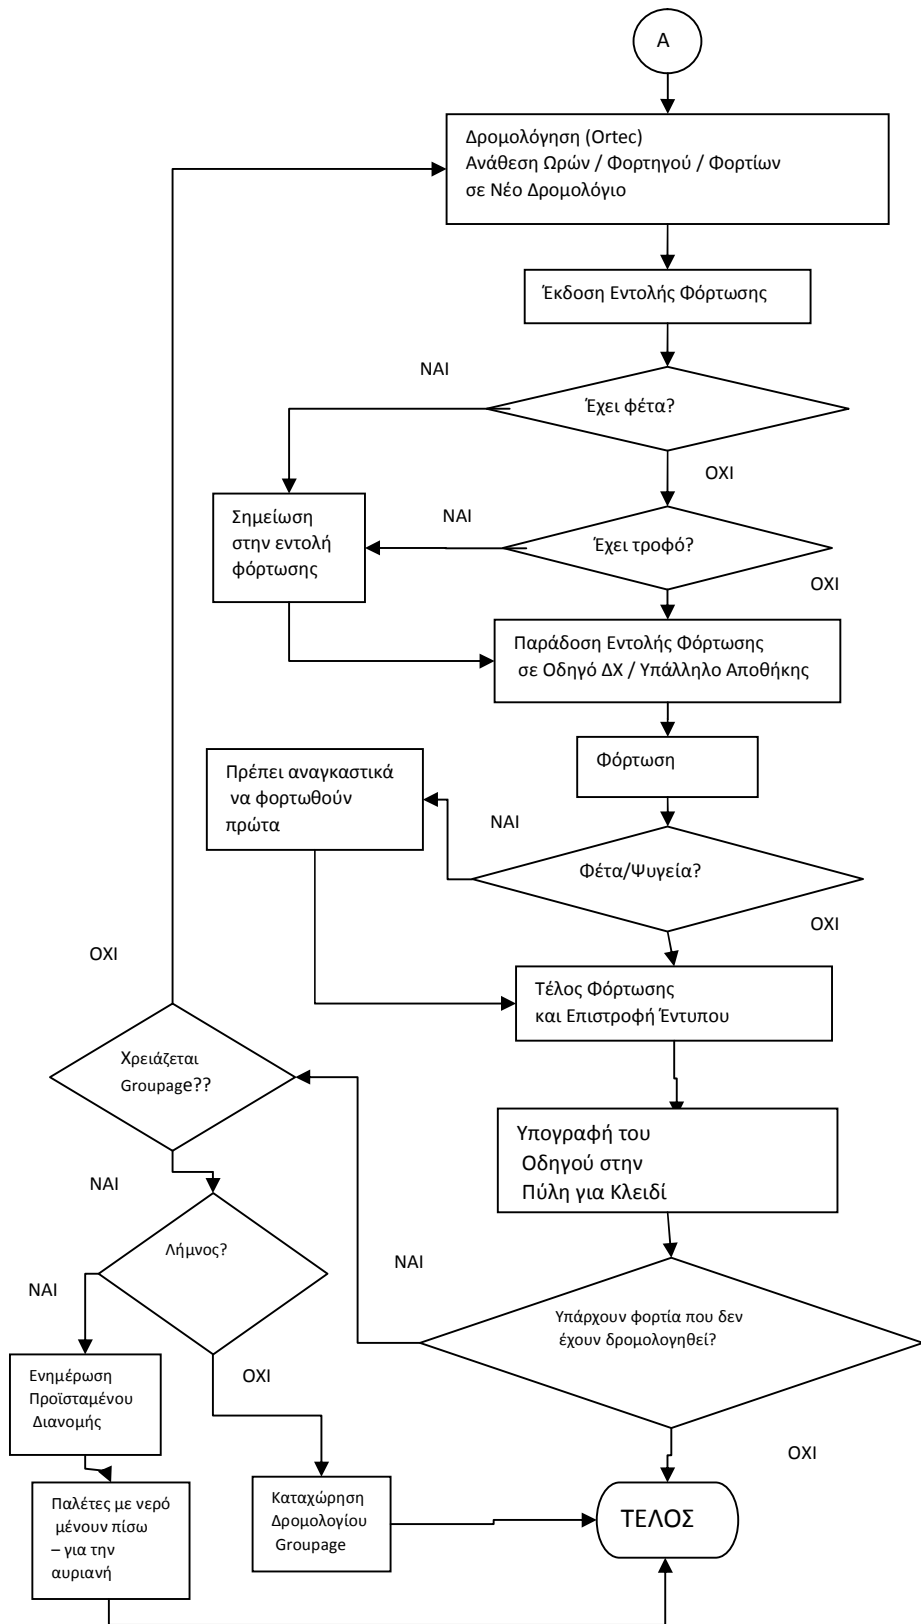 Α
Δρομολόγηση (Ortec)
Ανάθεση Ωρών / Φορτηγού / Φορτίων
σε Νέο Δρομολόγιο
Έκδοση Εντολής Φόρτωσης
ΝΑΙ
Έχει φέτα?
ΟΧΙ
Σημείωση
στην εντολή
φόρτωσης
ΝΑΙ
Έχει τροφό?
ΟΧΙ
Παράδοση Εντολής Φόρτωσης
σε Οδηγό ΔΧ / Υπάλληλο Αποθήκης
Φόρτωση
Πρέπει αναγκαστικά
να φορτωθούν
πρώτα
ΝΑΙ
Φέτα/Ψυγεία?
ΟΧΙ
ΟΧΙ
Τέλος Φόρτωσης
και Επιστροφή Έντυπου
Χρειάζεται
Groupage??
Υπογραφή του
Οδηγού στην
Πύλη για Κλειδί
ΝΑΙ
Λήμνος?
ΝΑΙ
ΝΑΙ
Υπάρχουν φορτία που δεν
έχουν δρομολογηθεί?
Ενημέρωση
Προϊσταμένου
Διανομής
ΟΧΙ
ΟΧΙ
Παλέτες με νερό
μένουν πίσω
– για την
αυριανή
Καταχώρηση
Δρομολογίου
Groupage
ΤΕΛΟΣ